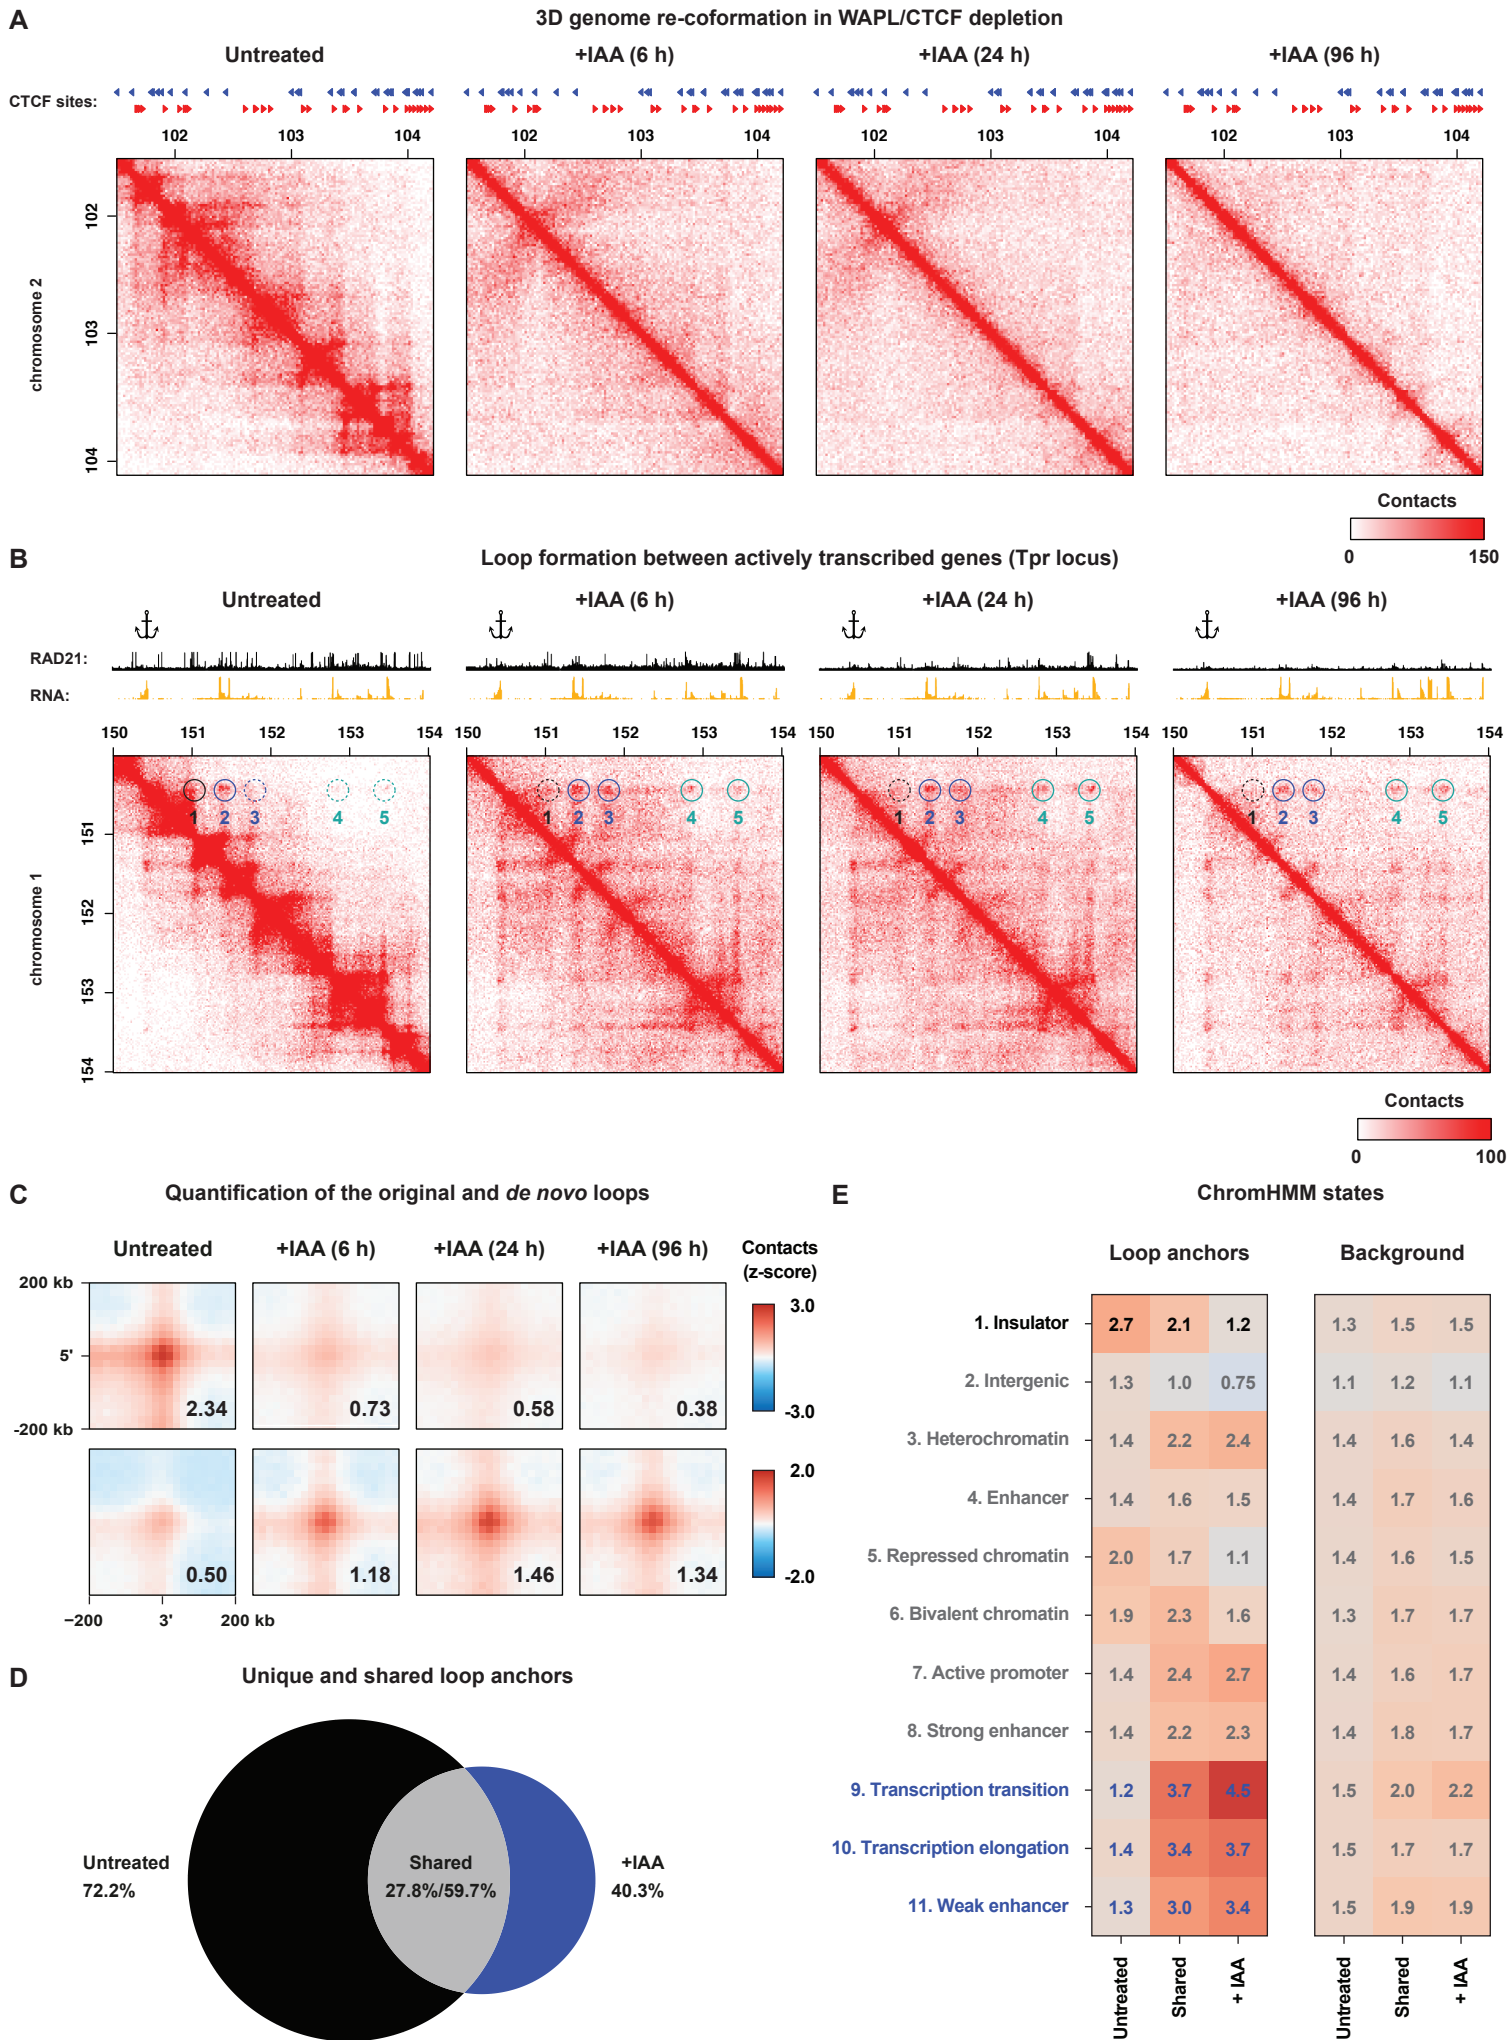 A
3D genome re-coformation in WAPL/CTCF depletion
Untreated
+IAA (6 h)
+IAA (24 h)
+IAA (96 h)
CTCF sites:
102 103 104
102 103 104
102 103 104
102 103 104
chromosome 2
102
103
104
Contacts
0 150
B
Loop formation between actively transcribed genes (Tpr locus)
Untreated
+IAA (6 h)
+IAA (24 h)
+IAA (96 h)
RAD21:
RNA:
150 151 152 153 154
150 151 152 153 154
150 151 152 153 154
150 151 152 153 154
1 2 3 4 5
1 2 3 4 5
1 2 3 4 5
1 2 3 4 5
chromosome 1
151
152
153
154
Contacts
0 100
C
Quantification of the original and de novo loops
Untreated
+IAA (6 h)
+IAA (24 h)
+IAA (96 h)
Contacts
(z-score)
200 kb
5'
-200 kb
2.34
0.73
0.58
0.38
3.0
-3.0
0.50
1.18
1.46
1.34
2.0
-2.0
−200 3' 200 kb
D
Unique and shared loop anchors
Untreated
72.2%
Shared
27.8%/59.7%
+IAA
40.3%
E
ChromHMM states
Loop anchors
Background
1. Insulator 2.7 2.1 1.2 1.3 1.5 1.5
2. Intergenic 1.3 1.0 0.75 1.1 1.2 1.1
3. Heterochromatin 1.4 2.2 2.4 1.4 1.6 1.4
4. Enhancer 1.4 1.6 1.5 1.4 1.7 1.6
5. Repressed chromatin 2.0 1.7 1.1 1.4 1.6 1.5
6. Bivalent chromatin 1.9 2.3 1.6 1.3 1.7 1.7
7. Active promoter 1.4 2.4 2.7 1.4 1.6 1.7
8. Strong enhancer 1.4 2.2 2.3 1.4 1.8 1.7
9. Transcription transition 1.2 3.7 4.5 1.5 2.0 2.2
10. Transcription elongation 1.4 3.4 3.7 1.5 1.7 1.7
11. Weak enhancer 1.3 3.0 3.4 1.5 1.9 1.9
Untreated
Shared
+ IAA
Untreated
Shared
+ IAA